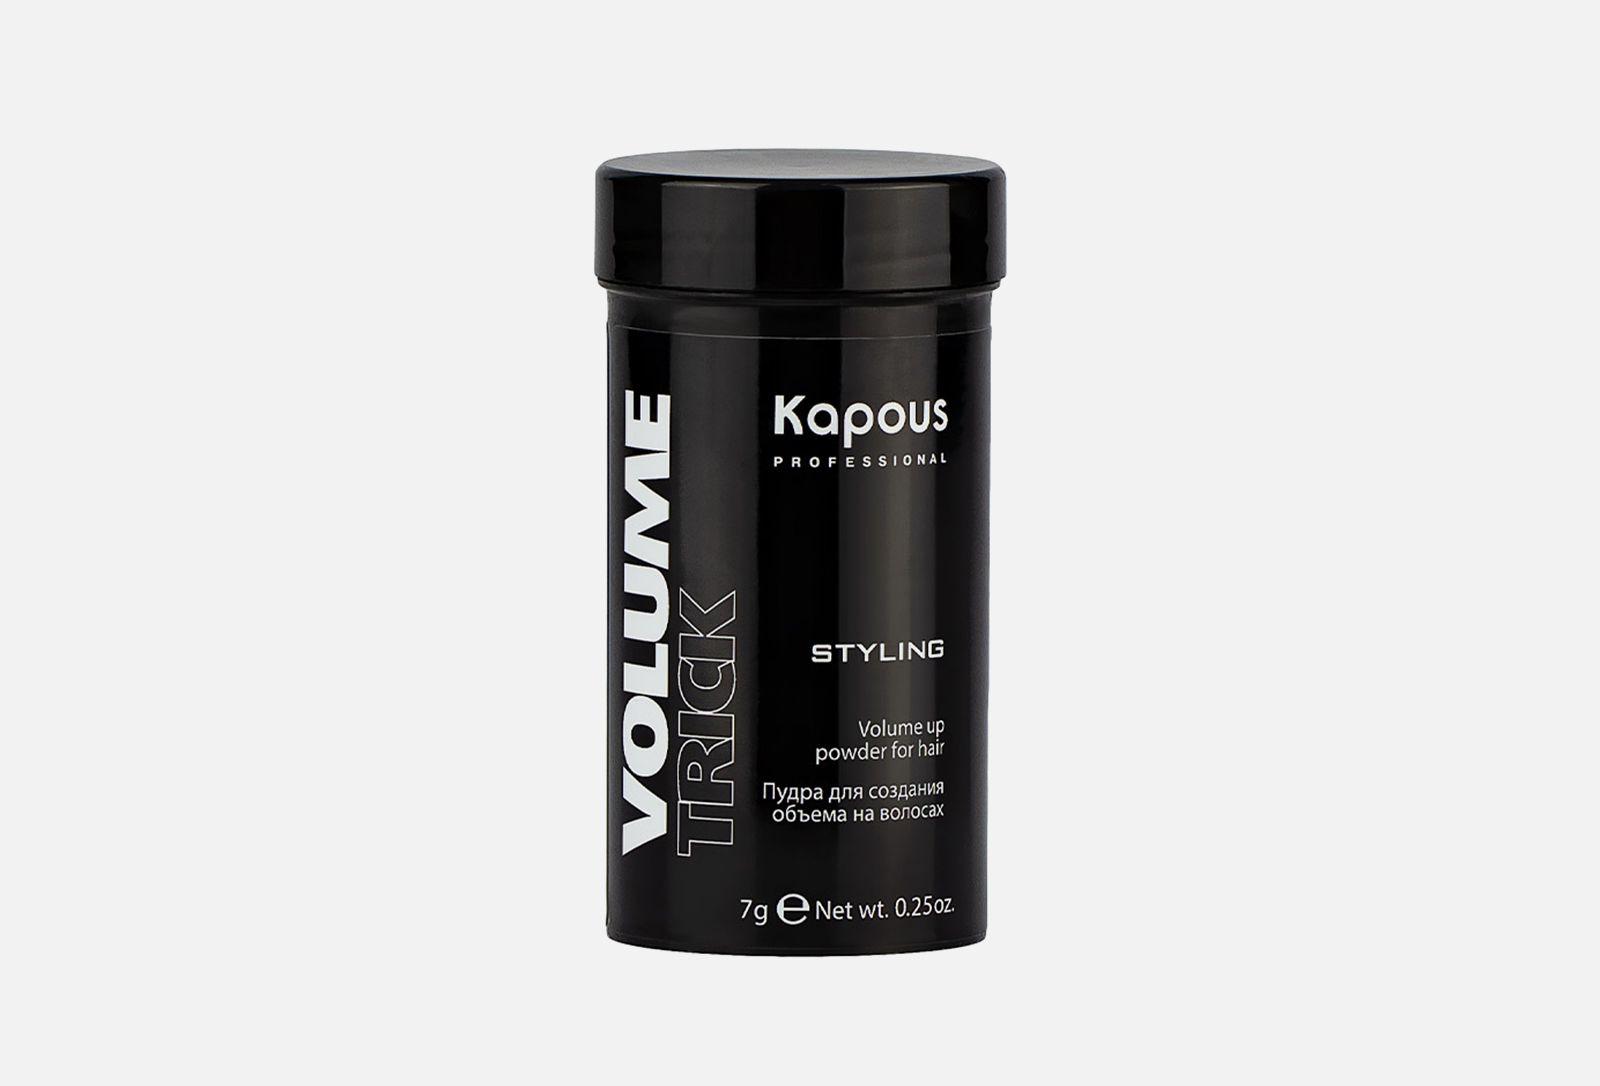 VOLUME
TRICK
Kapous
PROFESSIONAL
STYLING
Volume up
powder for hair
Пудра для создания
объема на волосах
7g ℮ Net wt. 0.25oz.